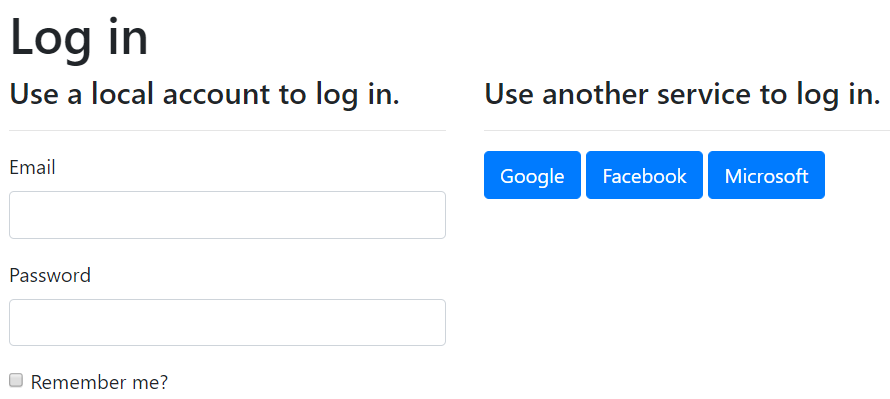 Log in
Use a local account to log in.
Email
Password
Remember me?
Use another service to log in.
Google Facebook Microsoft